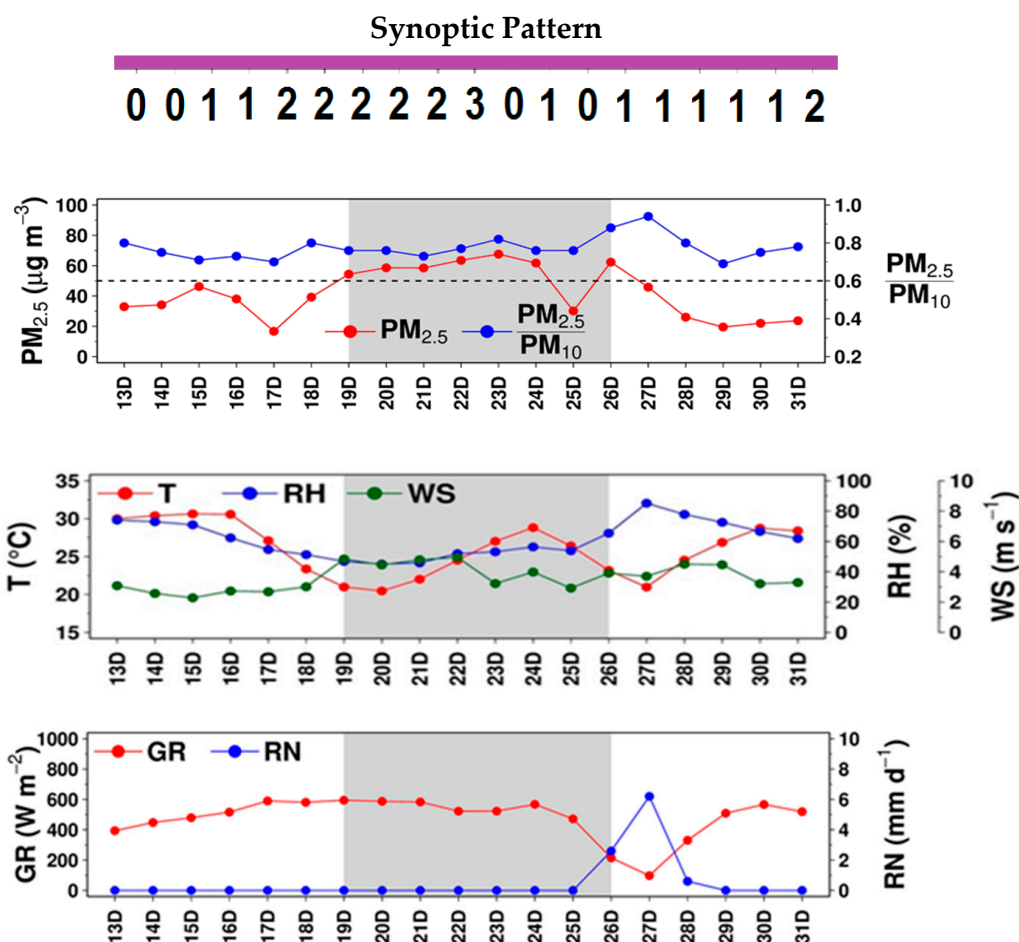 Synoptic Pattern
0 0 1 1 2 2 2 2 2 3 0 1 0 1 1 1 1 1 2
PM2.5 (μg m−3)
100
80
60
40
20
0
1.0
0.8
0.6
0.4
0.2
PM2.5
PM10
PM2.5
PM2.5
PM10
13D 14D 15D 16D 17D 18D 19D 20D 21D 22D 23D 24D 25D 26D 27D 28D 29D 30D 31D
T (°C)
35
30
25
20
15
T RH WS
100
80
60
40
20
0
RH (%)
10
8
6
4
2
0
WS (m s−1)
13D 14D 15D 16D 17D 18D 19D 20D 21D 22D 23D 24D 25D 26D 27D 28D 29D 30D 31D
GR (W m−2)
1000
800
600
400
200
0
GR RN
10
8
6
4
2
0
RN (mm d−1)
13D 14D 15D 16D 17D 18D 19D 20D 21D 22D 23D 24D 25D 26D 27D 28D 29D 30D 31D